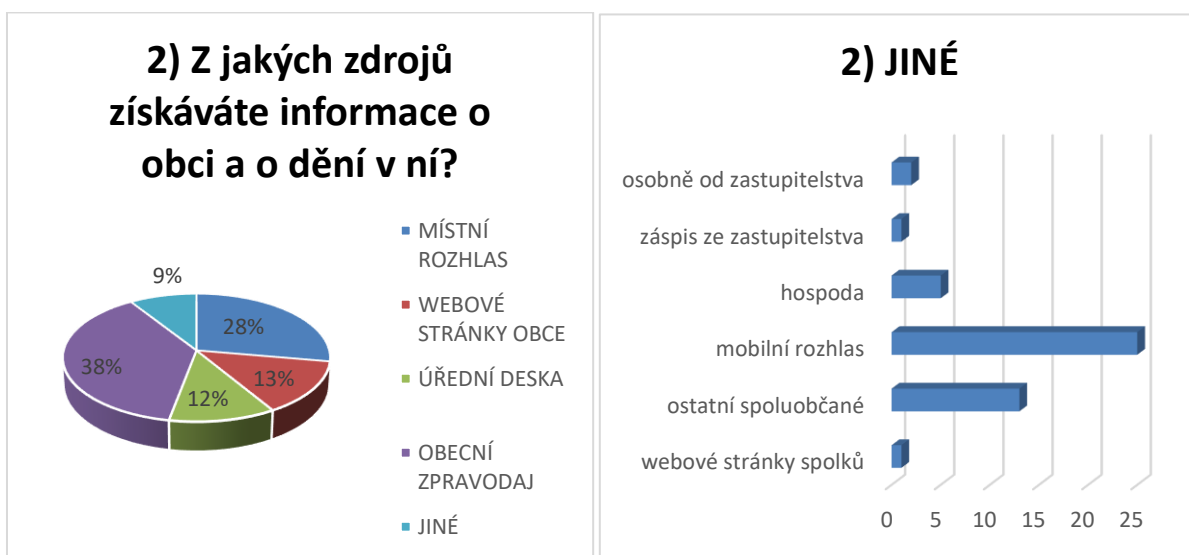 2) Z jakých zdrojů
získáváte informace o
obci a o dění v ní?
9%
28%
38%
13%
12%
MÍSTNÍ
ROZHLAS
WEBOVÉ
STRÁNKY OBCE
ÚŘEDNÍ DESKA
OBECNÍ
ZPRAVODAJ
JINÉ
2) JINÉ
osobně od zastupitelstva
záspis ze zastupitelstva
hospoda
mobilní rozhlas
ostatní spoluobčané
webové stránky spolků
0 5 10 15 20 25